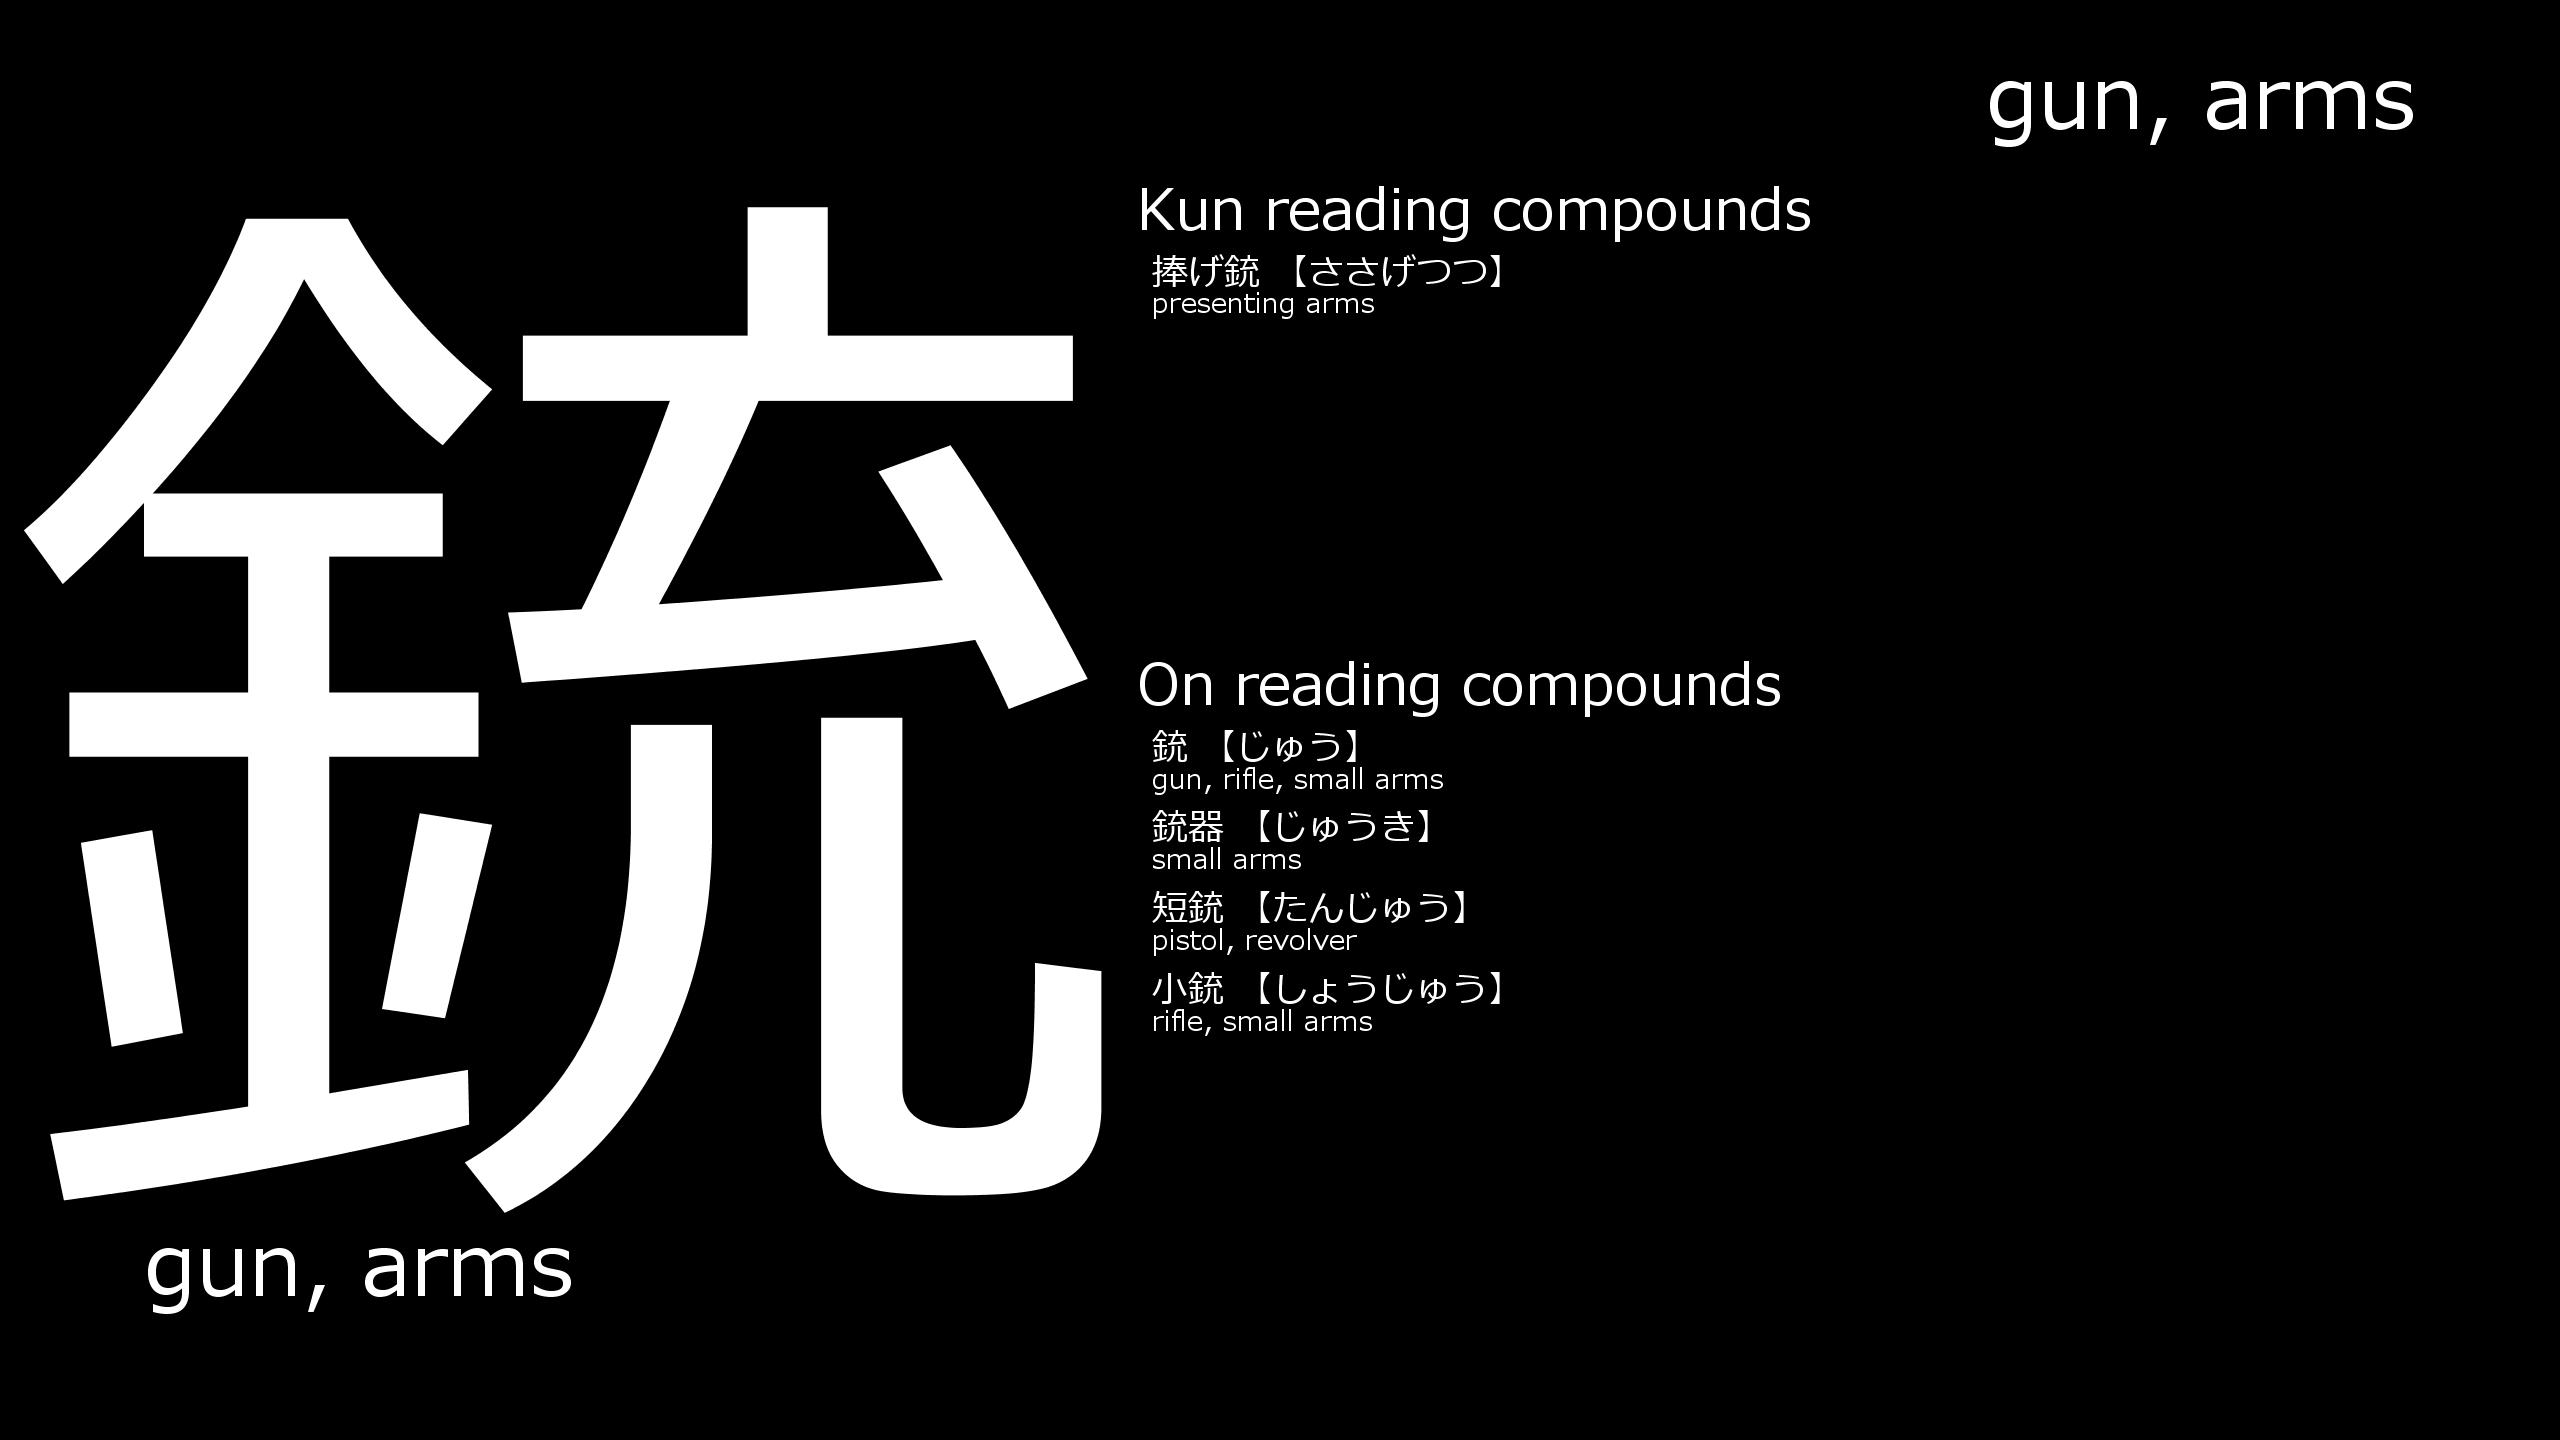 gun, arms
銃
gun, arms
Kun reading compounds
捧げ銃 【ささげつつ】
presenting arms
On reading compounds
銃 【じゅう】
gun, rifle, small arms
銃器 【じゅうき】
small arms
短銃 【たんじゅう】
pistol, revolver
小銃 【しょうじゅう】
rifle, small arms